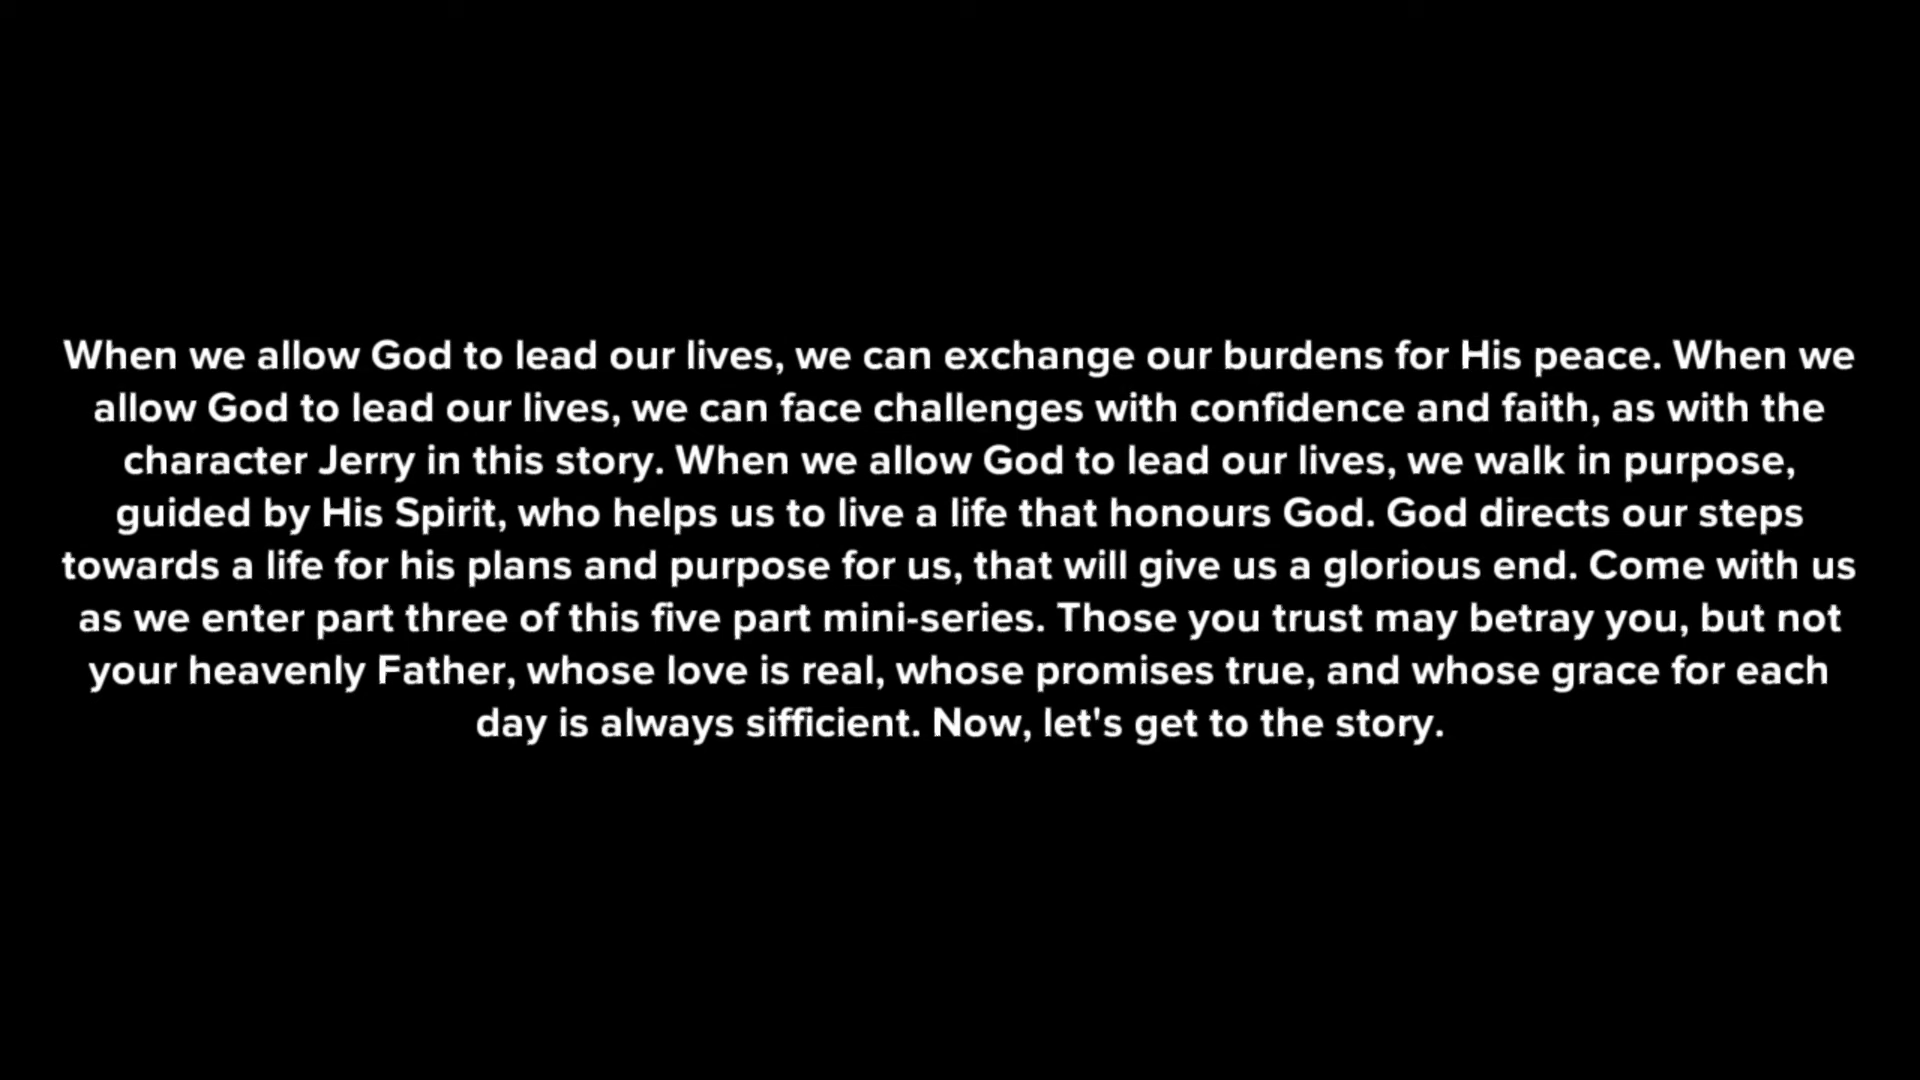 When we allow God to lead our lives, we can exchange our burdens for His peace. When we
allow God to lead our lives, we can face challenges with confidence and faith, as with the
character Jerry in this story. When we allow God to lead our lives, we walk in purpose,
guided by His Spirit, who helps us to live a life that honours God. God directs our steps
towards a life for his plans and purpose for us, that will give us a glorious end. Come with us
as we enter part three of this five part mini-series. Those you trust may betray you, but not
your heavenly Father, whose love is real, whose promises true, and whose grace for each
day is always sifficient. Now, let's get to the story.